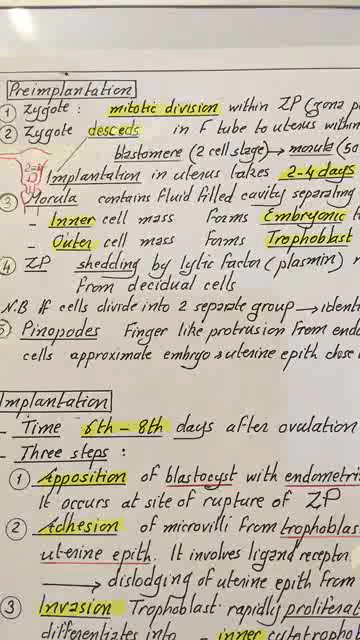 Preimplantation
① Zygote : mitotic division within ZP (zona p
② Zygote desceds in F tube to uterus within
blastomere (2 cell stage) → morula (5
Implantation in uterus takes 2-4 days
③ Morula contains fluid filled cavity separating
- Inner cell mass forms Embryonic
- Outer cell mass forms Trophoblast
④ ZP shedding by lytic factor (plasmin)
from decidual cells
N.B If cells divide into 2 separate group → identi
⑤ Pinopodes Finger like protrusion from endo
cells approximate embryo & uterine epith close
Implantation
- Time 6th - 8th days after ovulation
- Three steps :
① Apposition of blastocyst with endometri
It occurs at site of rupture of ZP
② Adhesion of microvilli from trophoblas
uterine epith. It involves ligand receptor
→ dislodging of uterine epith from
③ Invasion Trophoblast rapidly prolifera
differentiates into - inner